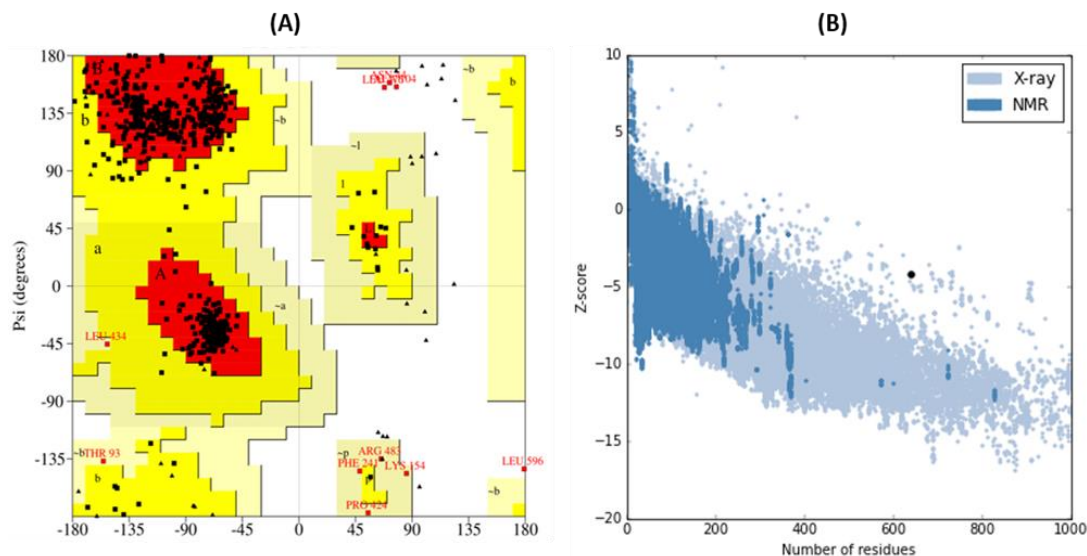 (A)
(B)
180
135
90
45
0
-45
-90
-135
-180
-135
-90
-45
0
45
90
135
180
Psi (degrees)
B
b
~b
b
~l
l
a
A
~a
LEU 434
~b
THR 93
b
~p
ARG 483
PHE 241
LYS 154
p
PRO 424
LEU 596
~b
10
5
0
−5
−10
−15
−20
0
200
400
600
800
1000
Z-score
Number of residues
X-ray
NMR